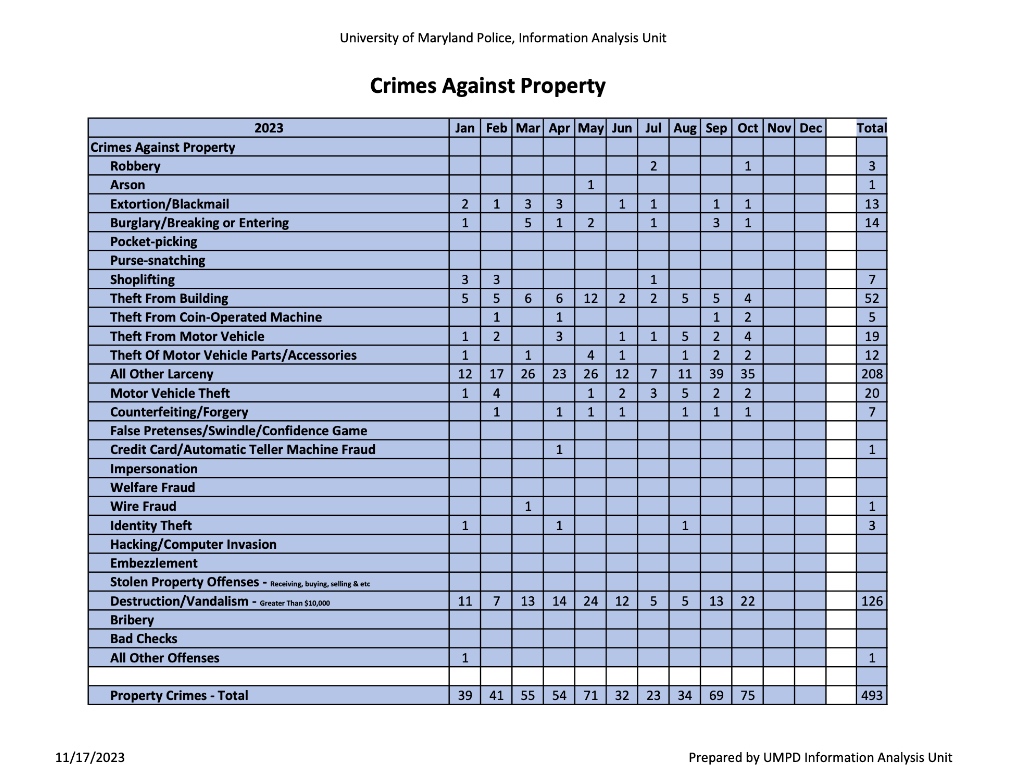 University of Maryland Police, Information Analysis Unit
Crimes Against Property
2023 Jan Feb Mar Apr May Jun Jul Aug Sep Oct Nov Dec Total
Crimes Against Property
Robbery 2 1 3
Arson 1 1
Extortion/Blackmail 2 1 3 3 1 1 1 1 13
Burglary/Breaking or Entering 1 5 1 2 1 3 1 14
Pocket-picking
Purse-snatching
Shoplifting 3 3 1 7
Theft From Building 5 5 6 6 12 2 2 5 5 4 52
Theft From Coin-Operated Machine 1 1 1 2 5
Theft From Motor Vehicle 1 2 3 1 1 5 2 4 19
Theft Of Motor Vehicle Parts/Accessories 1 1 4 1 1 2 2 12
All Other Larceny 12 17 26 23 26 12 7 11 39 35 208
Motor Vehicle Theft 1 4 1 2 3 5 2 2 20
Counterfeiting/Forgery 1 1 1 1 1 1 1 7
False Pretenses/Swindle/Confidence Game
Credit Card/Automatic Teller Machine Fraud 1 1
Impersonation
Welfare Fraud
Wire Fraud 1 1
Identity Theft 1 1 1 3
Hacking/Computer Invasion
Embezzlement
Stolen Property Offenses - Receiving, buying, selling & etc
Destruction/Vandalism - Greater Than $10,000 11 7 13 14 24 12 5 5 13 22 126
Bribery
Bad Checks
All Other Offenses 1 1
Property Crimes - Total 39 41 55 54 71 32 23 34 69 75 493
11/17/2023 Prepared by UMPD Information Analysis Unit